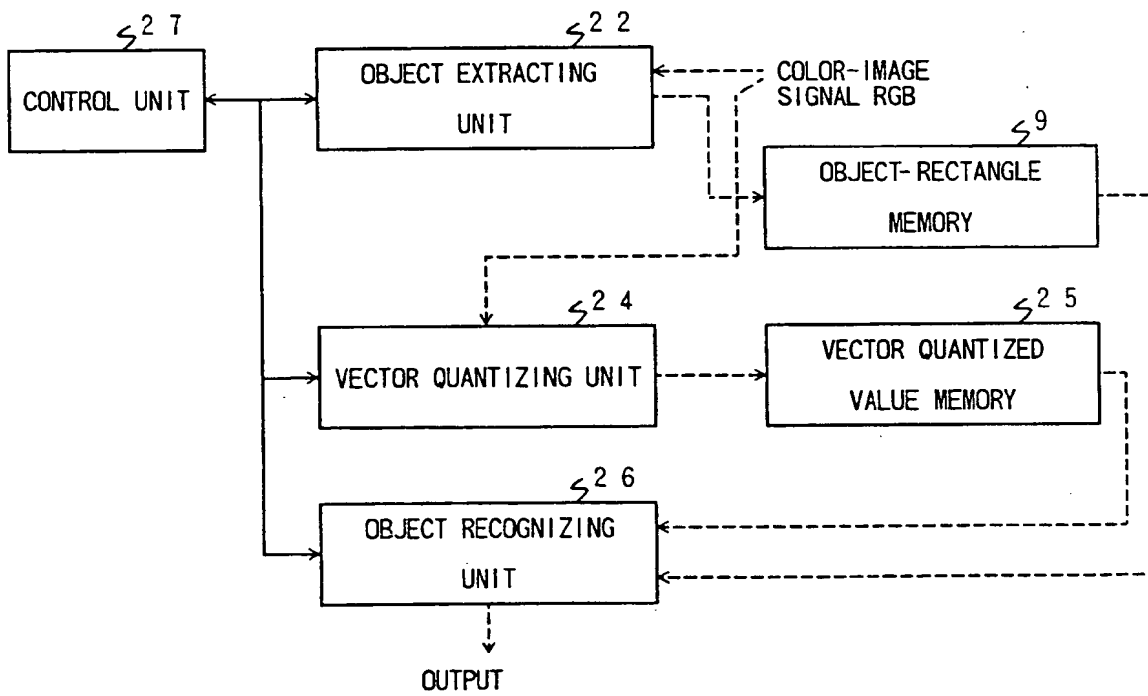 27
CONTROL UNIT
22
OBJECT EXTRACTING
UNIT
COLOR-IMAGE
SIGNAL RGB
9
OBJECT-RECTANGLE
MEMORY
24
VECTOR QUANTIZING UNIT
25
VECTOR QUANTIZED
VALUE MEMORY
26
OBJECT RECOGNIZING
UNIT
OUTPUT